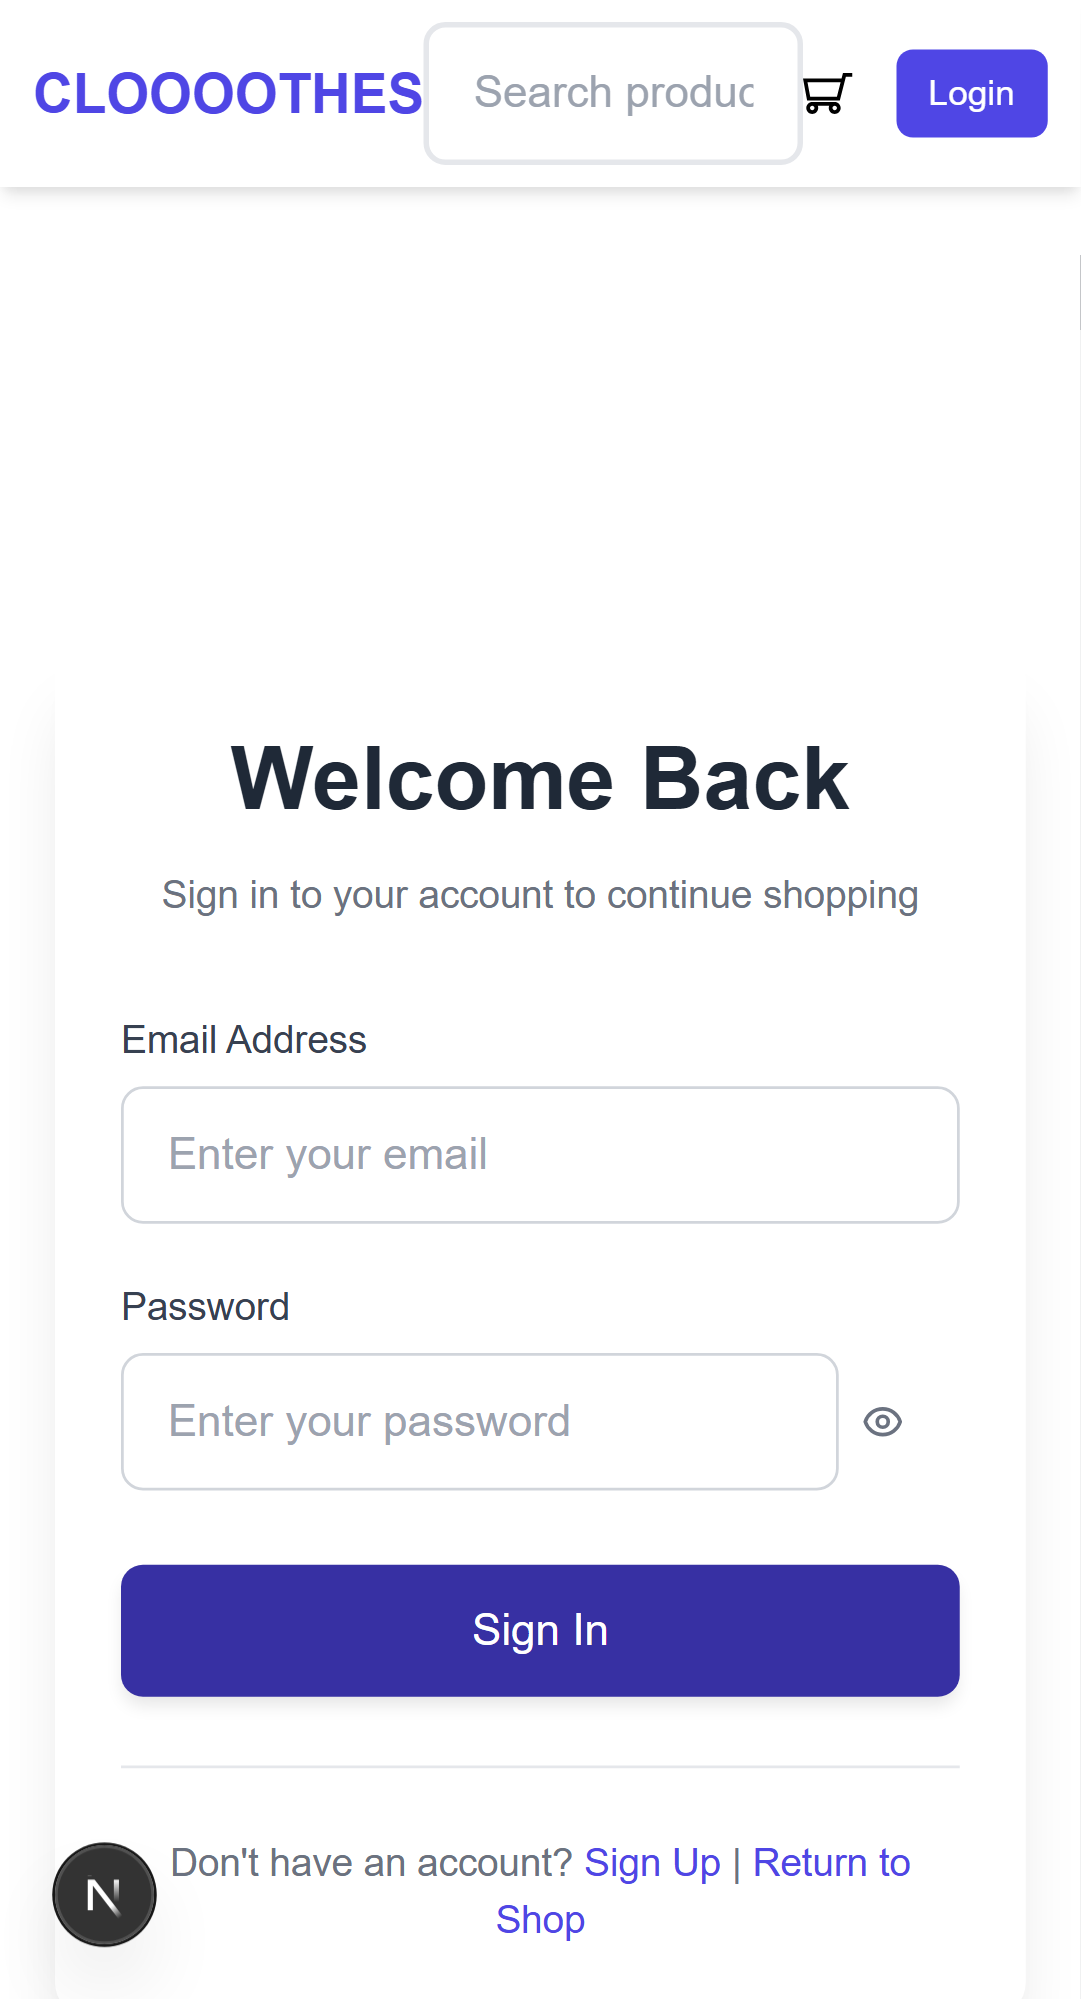 CLOOOOTHES
Search produc
Login
Welcome Back
Sign in to your account to continue shopping
Email Address
Enter your email
Password
Enter your password
Sign In
Don't have an account? Sign Up | Return to
Shop
N